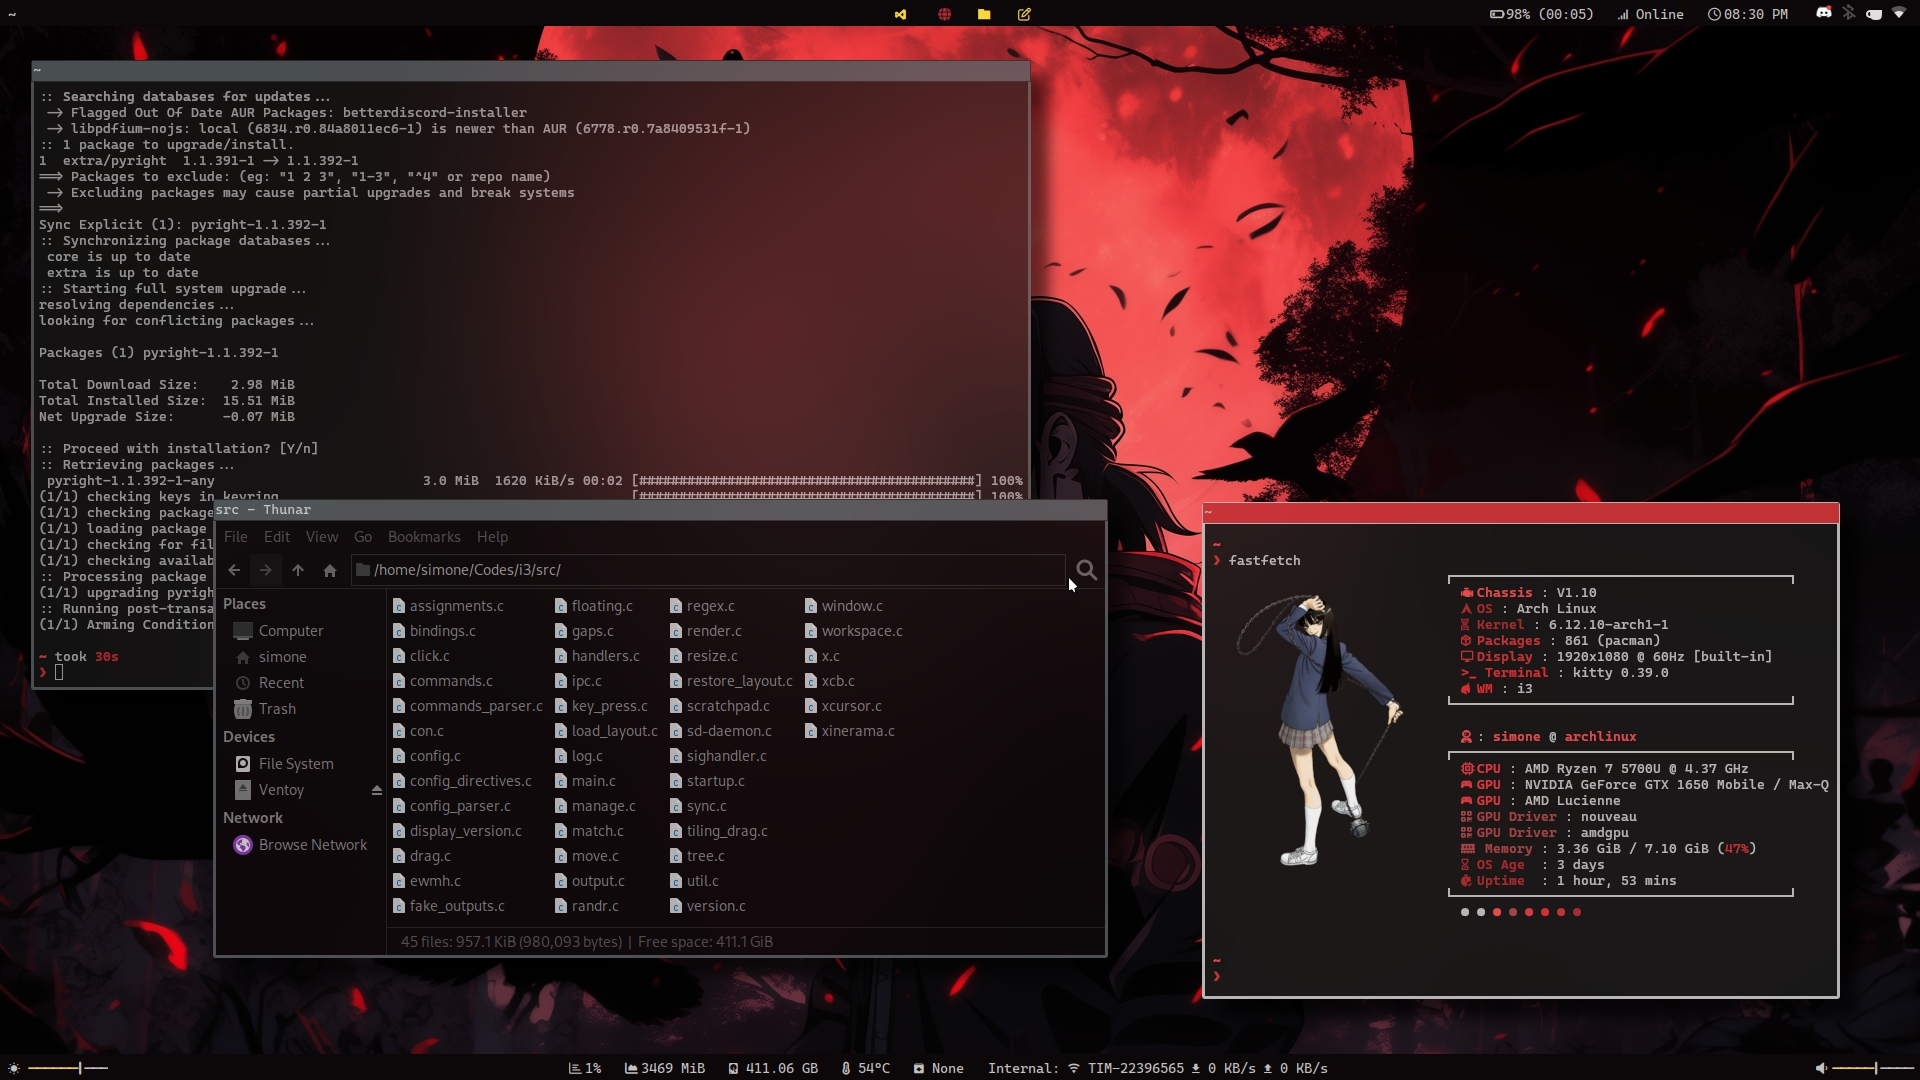 ~
98% (00:05)
Online
08:30 PM
~
:: Searching databases for updates...
-> Flagged Out Of Date AUR Packages: betterdiscord-installer
-> libpdfium-nojs: local (6834.r0.84a8011ec6-1) is newer than AUR (6778.r0.7a8409531f-1)
:: 1 package to upgrade/install.
1  extra/pyright  1.1.391-1 -> 1.1.392-1
==> Packages to exclude: (eg: "1 2 3", "1-3", "^4" or repo name)
-> Excluding packages may cause partial upgrades and break systems
==>
Sync Explicit (1): pyright-1.1.392-1
:: Synchronizing package databases...
core is up to date
extra is up to date
:: Starting full system upgrade...
resolving dependencies...
looking for conflicting packages...
Packages (1) pyright-1.1.392-1
Total Download Size:    2.98 MiB
Total Installed Size:  15.51 MiB
Net Upgrade Size:      -0.07 MiB
:: Proceed with installation? [Y/n]
:: Retrieving packages...
pyright-1.1.392-1-any 3.0 MiB  1620 KiB/s 00:02 [##########################################] 100%
(1/1) checking keys in keyring [##########################################] 100%
(1/1) checking package
(1/1) loading package
(1/1) checking for fil
(1/1) checking availab
:: Processing package
(1/1) upgrading pyrigh
:: Running post-transa
(1/1) Arming Condition
~ took 30s
❯
src - Thunar
File Edit View Go Bookmarks Help
/home/simone/Codes/i3/src/
Places
Computer
simone
Recent
Trash
Devices
File System
Ventoy
Network
Browse Network
assignments.c
bindings.c
click.c
commands.c
commands_parser.c
con.c
config.c
config_directives.c
config_parser.c
display_version.c
drag.c
ewmh.c
fake_outputs.c
floating.c
gaps.c
handlers.c
ipc.c
key_press.c
load_layout.c
log.c
main.c
manage.c
match.c
move.c
output.c
randr.c
regex.c
render.c
resize.c
restore_layout.c
scratchpad.c
sd-daemon.c
sighandler.c
startup.c
sync.c
tiling_drag.c
tree.c
util.c
version.c
window.c
workspace.c
x.c
xcb.c
xcursor.c
xinerama.c
45 files: 957.1 KiB (980,093 bytes) | Free space: 411.1 GiB
~
~
❯ fastfetch
Chassis : V1.10
OS : Arch Linux
Kernel : 6.12.10-arch1-1
Packages : 861 (pacman)
Display : 1920x1080 @ 60Hz [built-in]
>_ Terminal : kitty 0.39.0
WM : i3
: simone @ archlinux
CPU : AMD Ryzen 7 5700U @ 4.37 GHz
GPU : NVIDIA GeForce GTX 1650 Mobile / Max-Q
GPU : AMD Lucienne
GPU Driver : nouveau
GPU Driver : amdgpu
Memory : 3.36 GiB / 7.10 GiB (47%)
OS Age : 3 days
Uptime : 1 hour, 53 mins
~
❯
1%
3469 MiB
411.06 GB
54°C
None
Internal: TIM-22396565 0 KB/s 0 KB/s